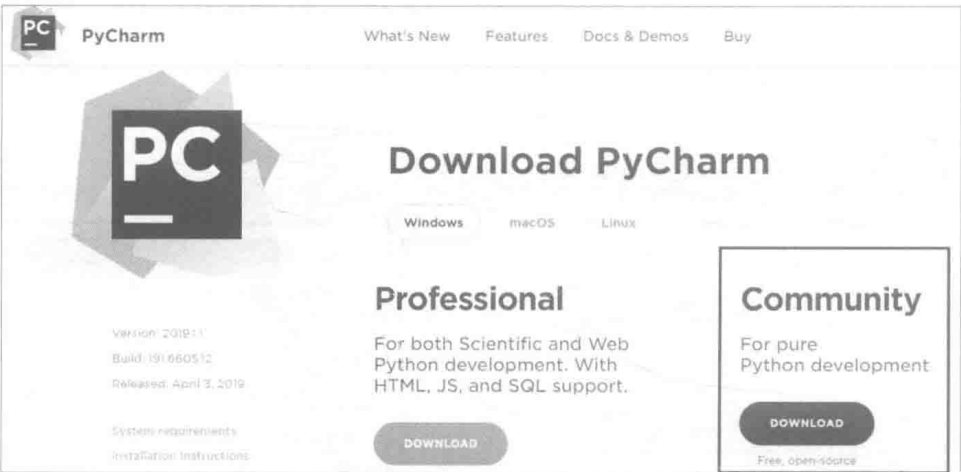 PC PyCharm What's New Features Docs & Demos Buy
PC
Download PyCharm
Windows macOS Linux
Professional
For both Scientific and Web
Python development. With
HTML, JS, and SQL support.
DOWNLOAD
Community
For pure
Python development
DOWNLOAD
Free, open-source
Version: 2019.1.1
Build: 191.6605.12
Released: April 3, 2019
System requirements
Installation Instructions